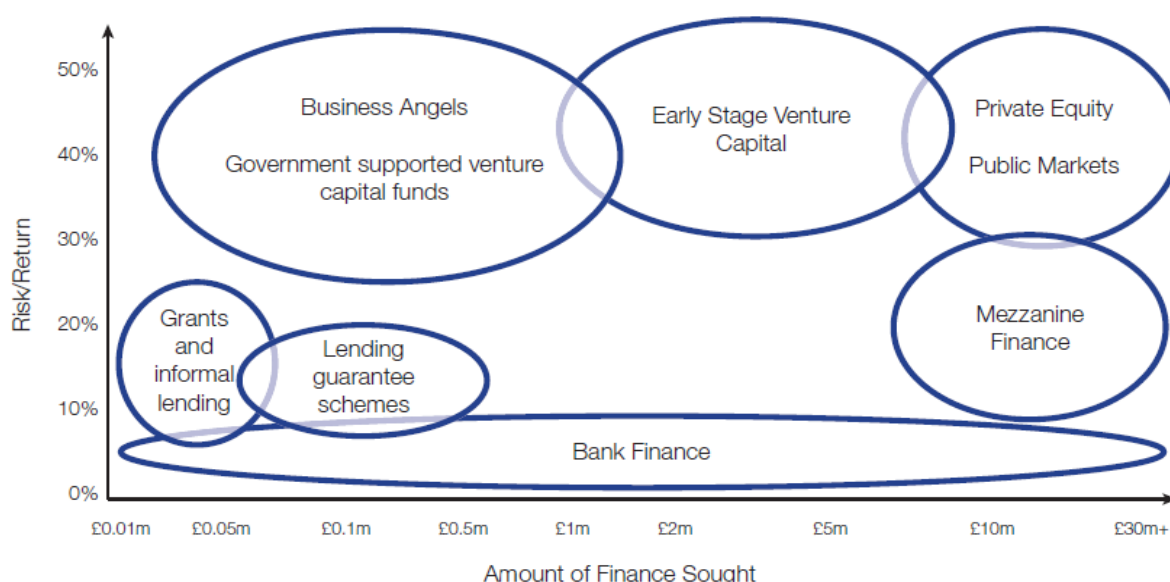 50%
Business Angels
Government supported venture
capital funds
Early Stage Venture
Capital
Private Equity
Public Markets
40%
30%
Risk/Return
20%
Grants
and
informal
lending
Lending
guarantee
schemes
Mezzanine
Finance
10%
Bank Finance
0%
£0.01m £0.05m £0.1m £0.5m £1m £2m £5m £10m £30m+
Amount of Finance Sought